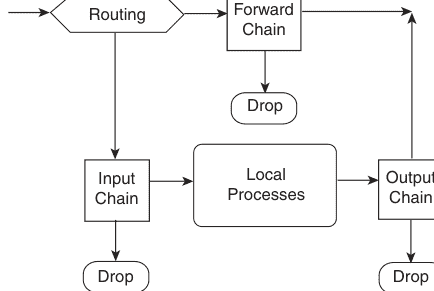 Routing
Forward
Chain
Drop
Input
Chain
Local
Processes
Output
Chain
Drop
Drop